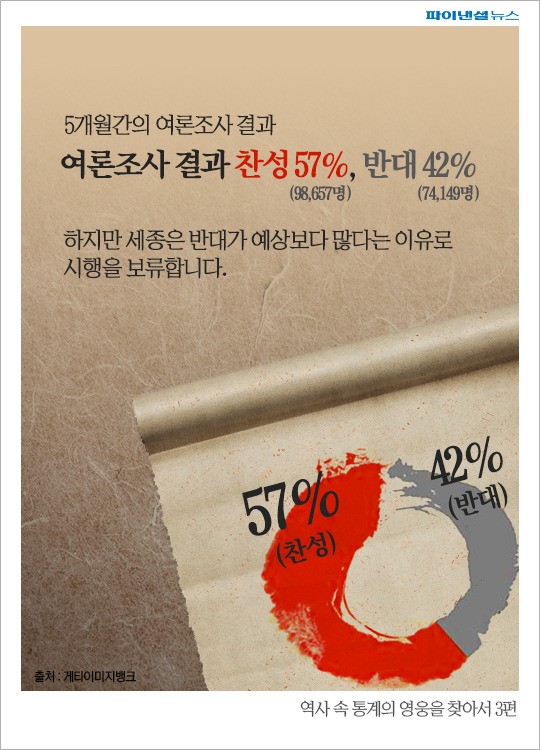 파이낸셜뉴스
5개월간의 여론조사 결과
여론조사 결과 찬성 57%, 반대 42%
(98,657명) (74,149명)
하지만 세종은 반대가 예상보다 많다는 이유로
시행을 보류합니다.
42%
(반대)
57%
(찬성)
출처 : 게티이미지뱅크
역사 속 통계의 영웅을 찾아서 3편